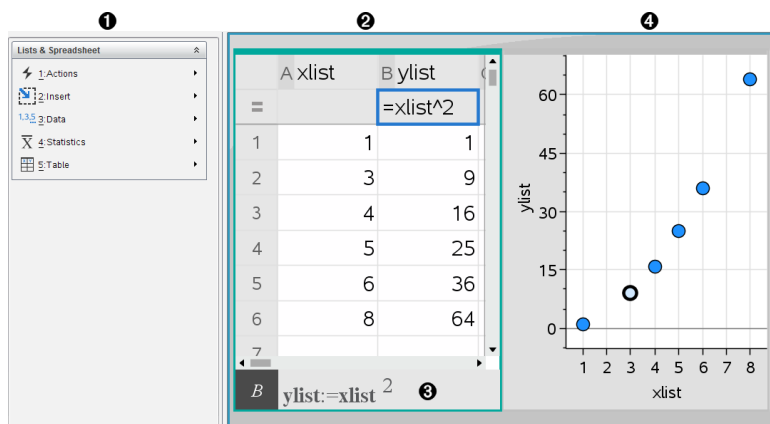 ❶ ❷ ❹
Lists & Spreadsheet
1:Actions
2:Insert
1,3,5 3:Data
X 4:Statistics
5:Table
A xlist B ylist
= =xlist^2
1 1 1
2 3 9
3 4 16
4 5 25
5 6 36
6 8 64
7
B ylist:=xlist 2 ❸
60
45
30
15
0
ylist
1 2 3 4 5 6 7 8
xlist